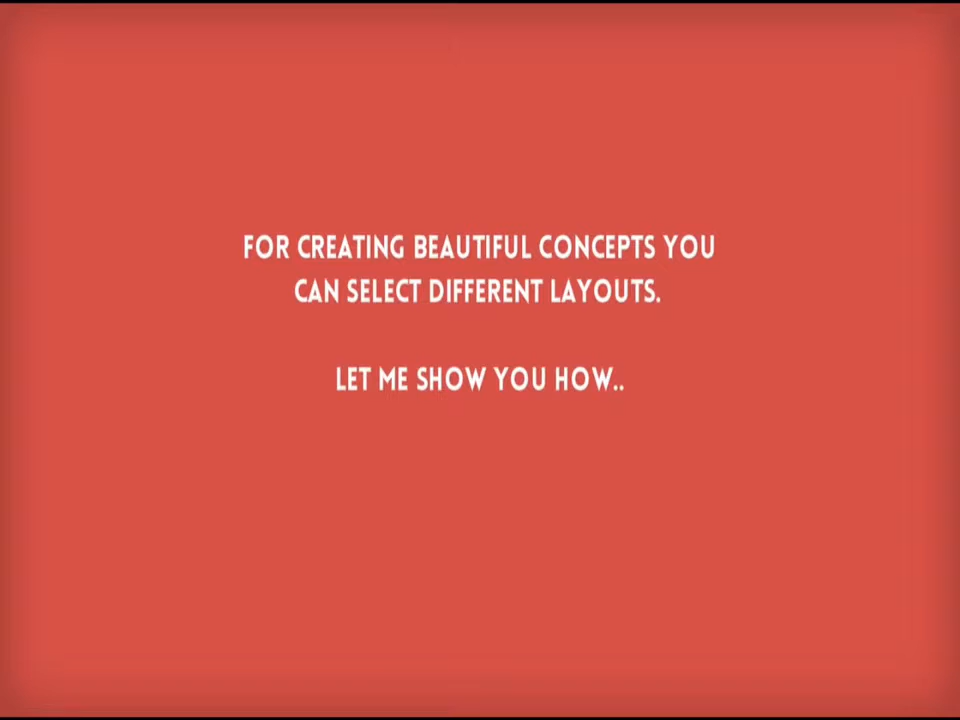 FOR CREATING BEAUTIFUL CONCEPTS YOU
CAN SELECT DIFFERENT LAYOUTS.
LET ME SHOW YOU HOW..